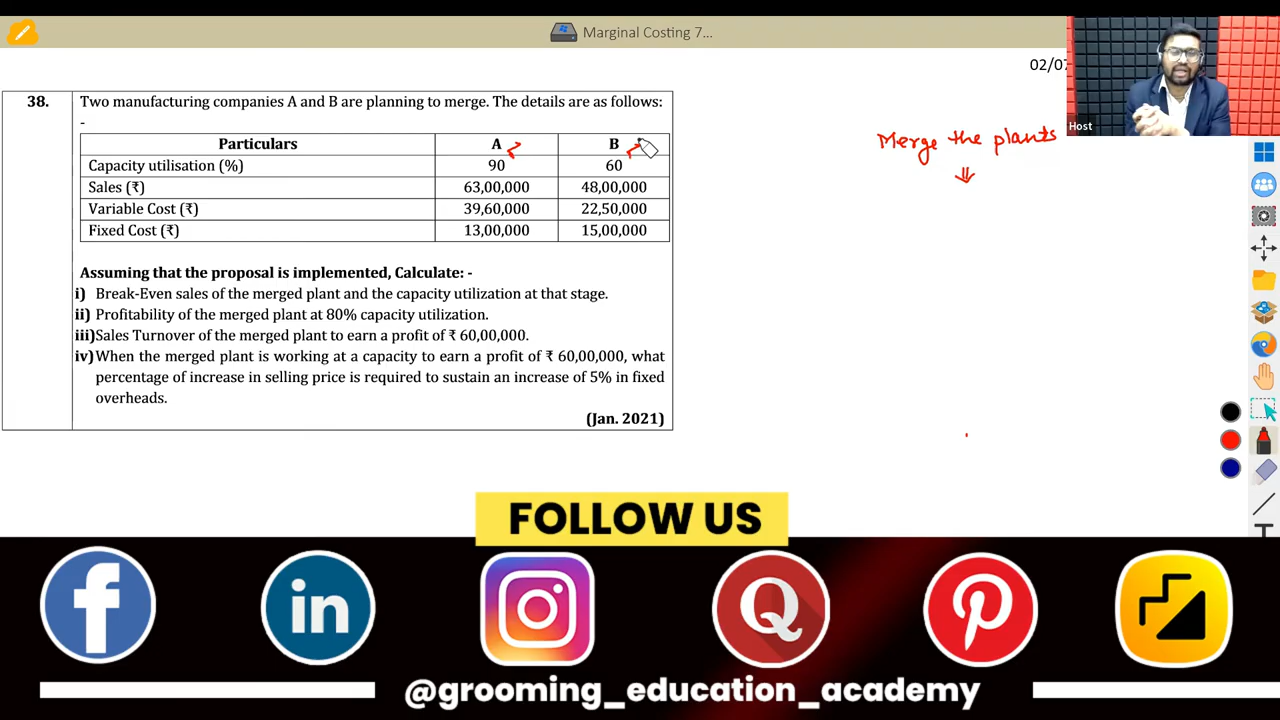 Marginal Costing 7...
02/07
Host
Merge the plants
38.
Two manufacturing companies A and B are planning to merge. The details are as follows:
-
Particulars A B
Capacity utilisation (%) 90 60
Sales (₹) 63,00,000 48,00,000
Variable Cost (₹) 39,60,000 22,50,000
Fixed Cost (₹) 13,00,000 15,00,000
Assuming that the proposal is implemented, Calculate: -
i) Break-Even sales of the merged plant and the capacity utilization at that stage.
ii) Profitability of the merged plant at 80% capacity utilization.
iii)Sales Turnover of the merged plant to earn a profit of ₹ 60,00,000.
iv)When the merged plant is working at a capacity to earn a profit of ₹ 60,00,000, what
percentage of increase in selling price is required to sustain an increase of 5% in fixed
overheads.
(Jan. 2021)
FOLLOW US
@grooming_education_academy